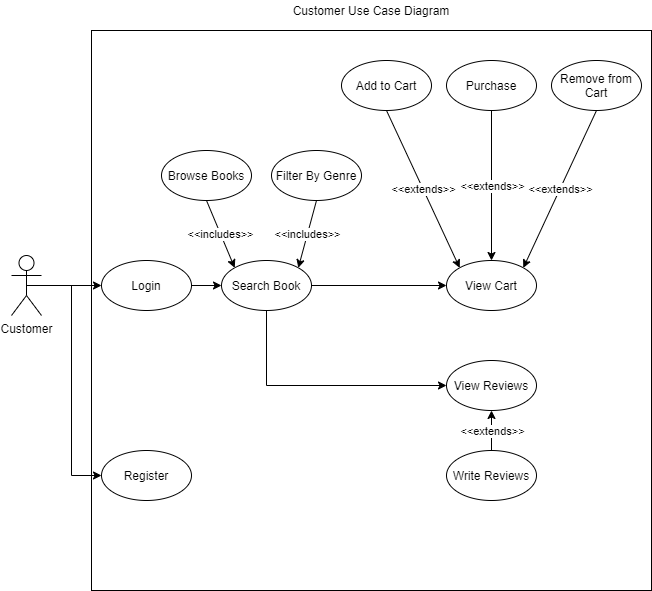 Customer Use Case Diagram
Add to Cart
Purchase
Remove from
Cart
<<extends>>
<<extends>>
<<extends>>
Browse Books
Filter By Genre
<<includes>>
<<includes>>
Login
Search Book
View Cart
Customer
View Reviews
<<extends>>
Register
Write Reviews